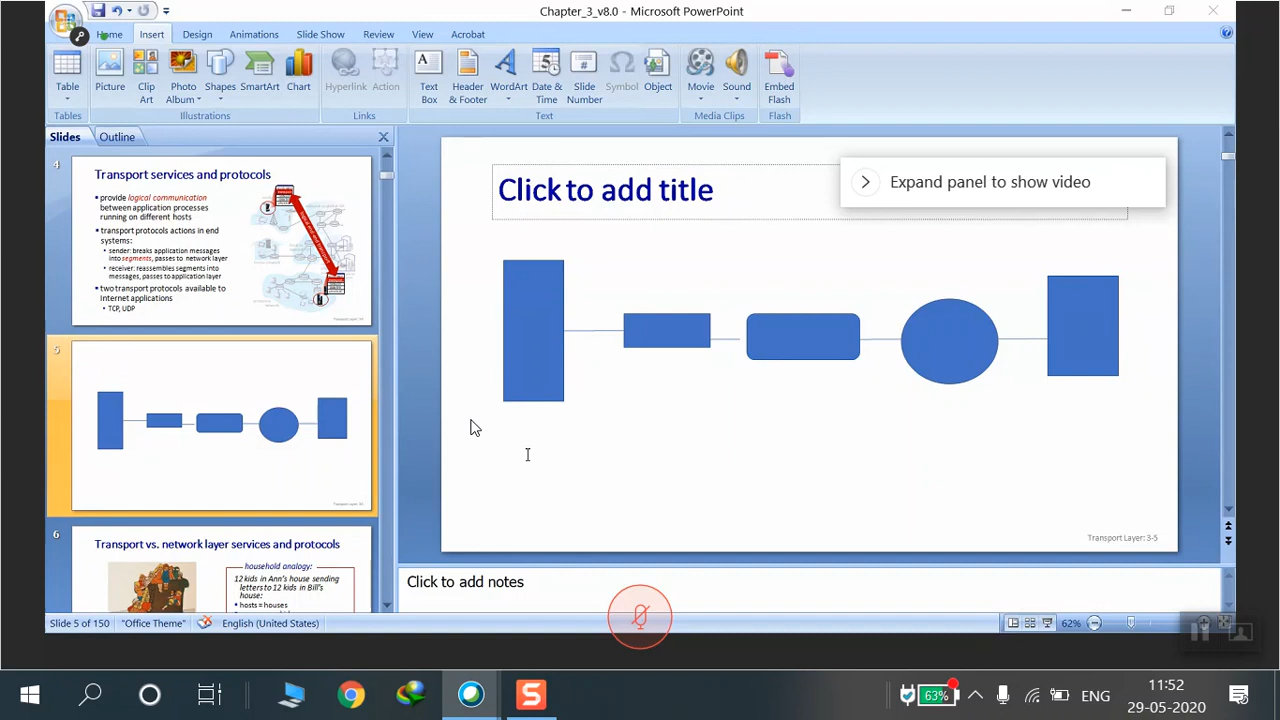 Chapter_3_v8.0 - Microsoft PowerPoint
Home Insert Design Animations Slide Show Review View Acrobat
Table
Picture
Clip Art
Photo Album
Shapes
SmartArt
Chart
Hyperlink
Action
Text Box
Header & Footer
WordArt
Date & Time
Slide Number
Symbol
Object
Movie
Sound
Embed Flash
Tables Illustrations Links Text Media Clips Flash
Slides Outline
4
Transport services and protocols
provide logical communication
between application processes
running on different hosts
transport protocols actions in end
systems:
sender: breaks application messages
into segments, passes to network layer
receiver: reassembles segments into
messages, passes to application layer
two transport protocols available to
Internet applications
TCP, UDP
5
6
Transport vs. network layer services and protocols
household analogy:
12 kids in Ann's house sending
letters to 12 kids in Bill's
house:
hosts = houses
Click to add title
Expand panel to show video
Transport Layer: 3-5
Click to add notes
Slide 5 of 150 "Office Theme" English (United States) 62%
63% ENG
11:52
29-05-2020